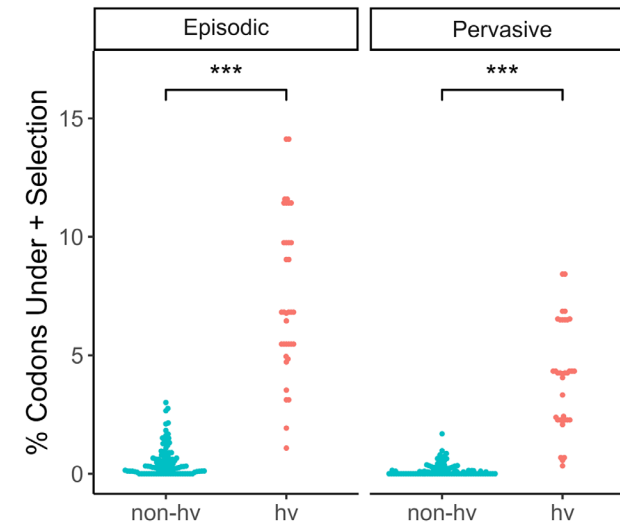 Episodic
Pervasive
***
***
% Codons Under + Selection
15
10
5
0
non-hv
hv
non-hv
hv